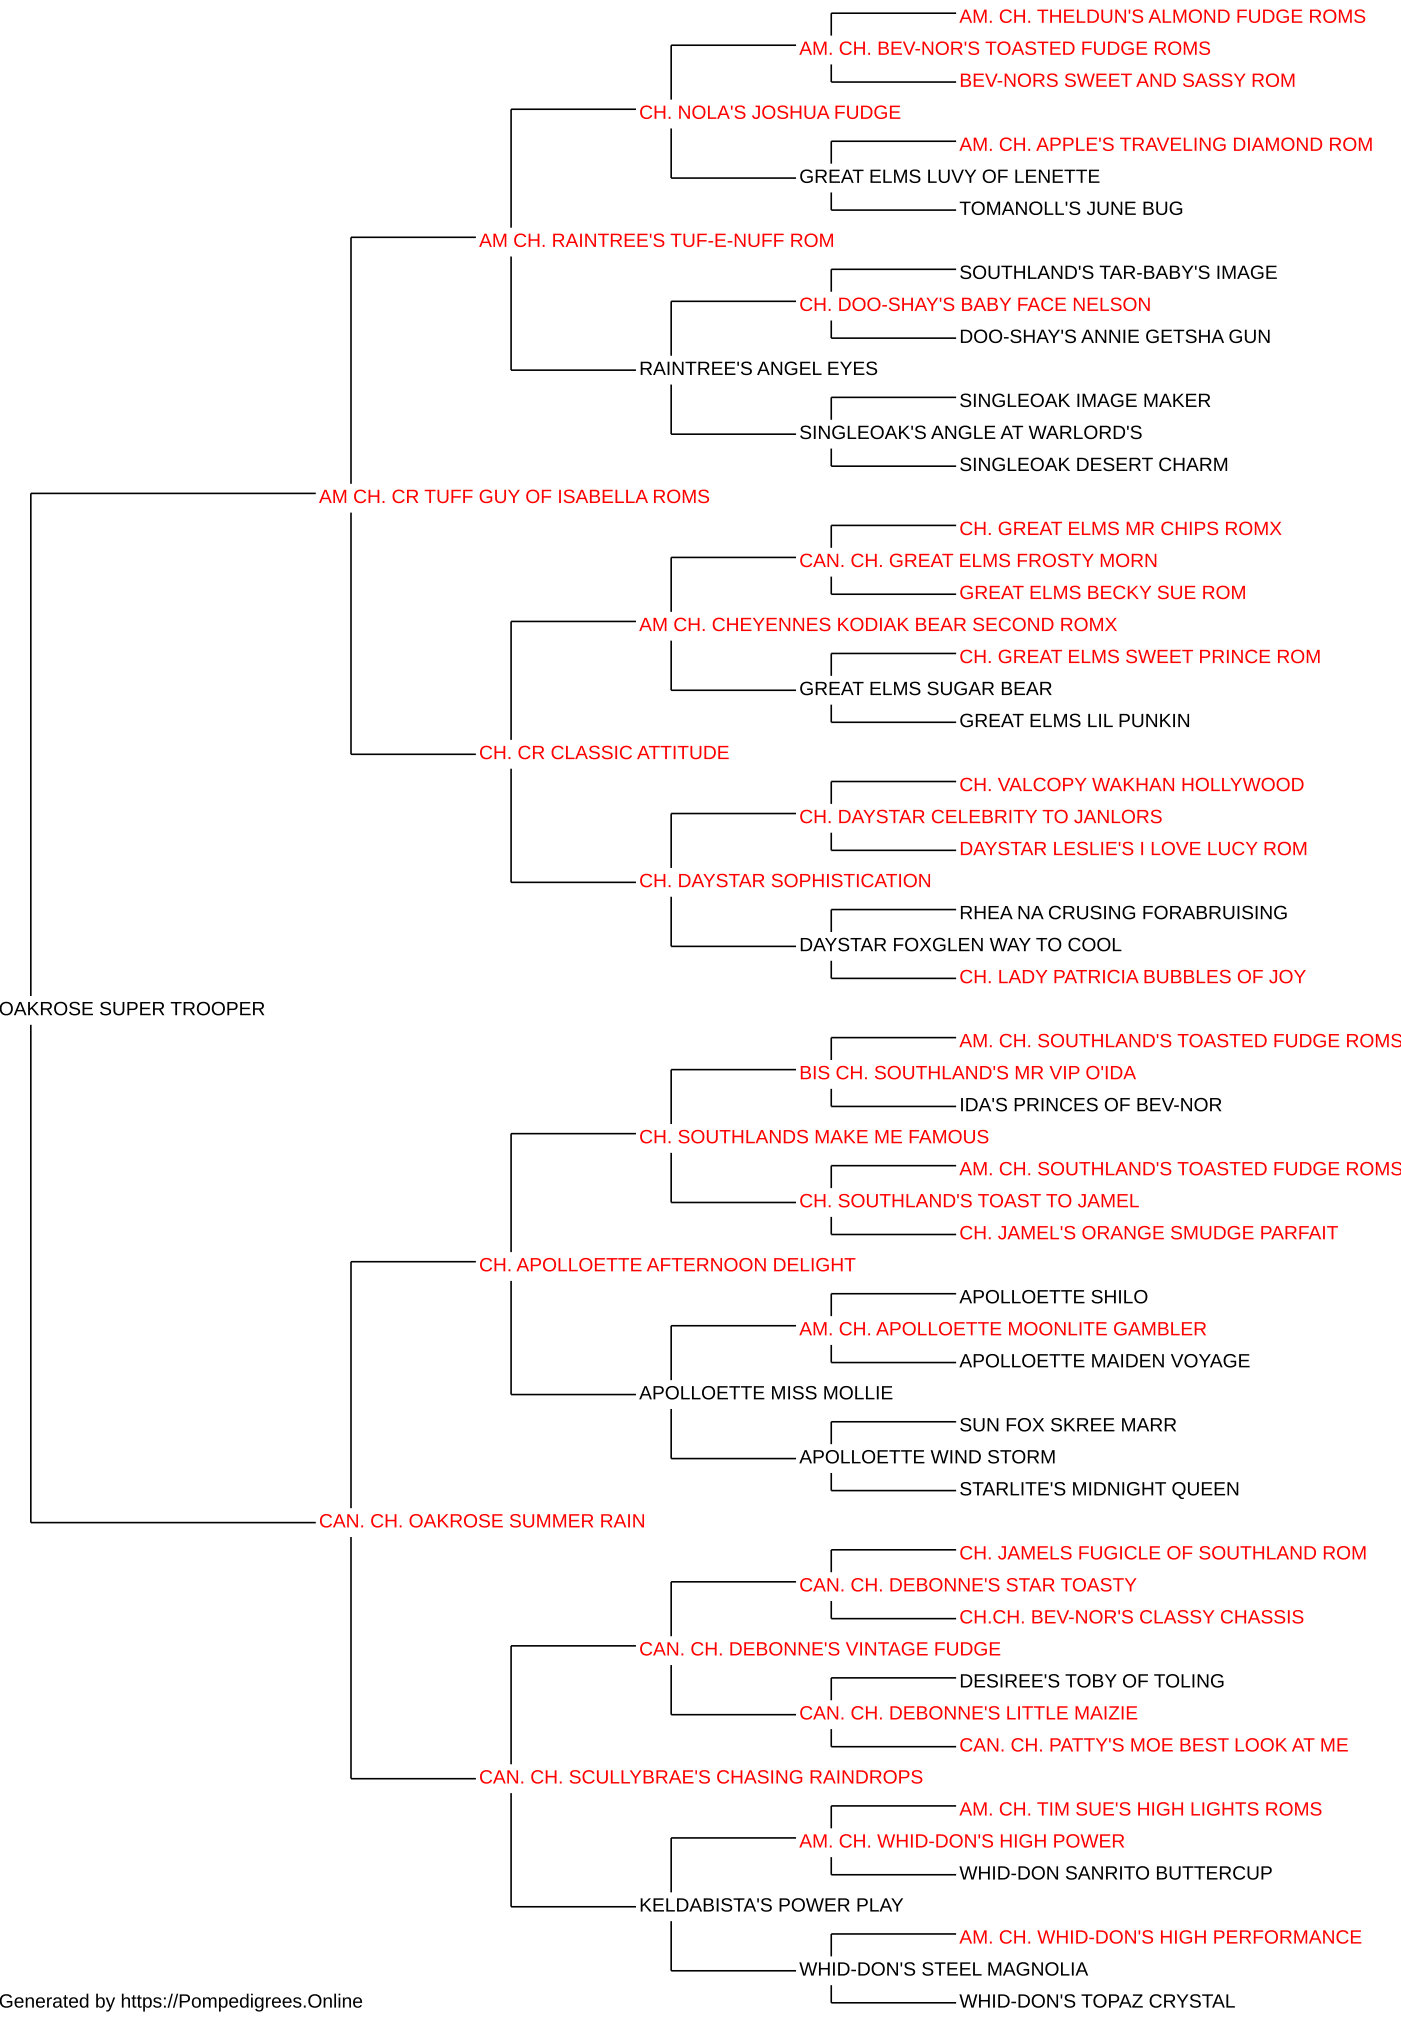 AM. CH. THELDUN'S ALMOND FUDGE ROMS
AM. CH. BEV-NOR'S TOASTED FUDGE ROMS
BEV-NORS SWEET AND SASSY ROM
CH. NOLA'S JOSHUA FUDGE
AM. CH. APPLE'S TRAVELING DIAMOND ROM
GREAT ELMS LUVY OF LENETTE
TOMANOLL'S JUNE BUG
AM CH. RAINTREE'S TUF-E-NUFF ROM
SOUTHLAND'S TAR-BABY'S IMAGE
CH. DOO-SHAY'S BABY FACE NELSON
DOO-SHAY'S ANNIE GETSHA GUN
RAINTREE'S ANGEL EYES
SINGLEOAK IMAGE MAKER
SINGLEOAK'S ANGLE AT WARLORD'S
SINGLEOAK DESERT CHARM
AM CH. CR TUFF GUY OF ISABELLA ROMS
CH. GREAT ELMS MR CHIPS ROMX
CAN. CH. GREAT ELMS FROSTY MORN
GREAT ELMS BECKY SUE ROM
AM CH. CHEYENNES KODIAK BEAR SECOND ROMX
CH. GREAT ELMS SWEET PRINCE ROM
GREAT ELMS SUGAR BEAR
GREAT ELMS LIL PUNKIN
CH. CR CLASSIC ATTITUDE
CH. VALCOPY WAKHAN HOLLYWOOD
CH. DAYSTAR CELEBRITY TO JANLORS
DAYSTAR LESLIE'S I LOVE LUCY ROM
CH. DAYSTAR SOPHISTICATION
RHEA NA CRUSING FORABRUISING
DAYSTAR FOXGLEN WAY TO COOL
CH. LADY PATRICIA BUBBLES OF JOY
OAKROSE SUPER TROOPER
AM. CH. SOUTHLAND'S TOASTED FUDGE ROMS
BIS CH. SOUTHLAND'S MR VIP O'IDA
IDA'S PRINCES OF BEV-NOR
CH. SOUTHLANDS MAKE ME FAMOUS
AM. CH. SOUTHLAND'S TOASTED FUDGE ROMS
CH. SOUTHLAND'S TOAST TO JAMEL
CH. JAMEL'S ORANGE SMUDGE PARFAIT
CH. APOLLOETTE AFTERNOON DELIGHT
APOLLOETTE SHILO
AM. CH. APOLLOETTE MOONLITE GAMBLER
APOLLOETTE MAIDEN VOYAGE
APOLLOETTE MISS MOLLIE
SUN FOX SKREE MARR
APOLLOETTE WIND STORM
STARLITE'S MIDNIGHT QUEEN
CAN. CH. OAKROSE SUMMER RAIN
CH. JAMELS FUGICLE OF SOUTHLAND ROM
CAN. CH. DEBONNE'S STAR TOASTY
CH.CH. BEV-NOR'S CLASSY CHASSIS
CAN. CH. DEBONNE'S VINTAGE FUDGE
DESIREE'S TOBY OF TOLING
CAN. CH. DEBONNE'S LITTLE MAIZIE
CAN. CH. PATTY'S MOE BEST LOOK AT ME
CAN. CH. SCULLYBRAE'S CHASING RAINDROPS
AM. CH. TIM SUE'S HIGH LIGHTS ROMS
AM. CH. WHID-DON'S HIGH POWER
WHID-DON SANRITO BUTTERCUP
KELDABISTA'S POWER PLAY
AM. CH. WHID-DON'S HIGH PERFORMANCE
WHID-DON'S STEEL MAGNOLIA
WHID-DON'S TOPAZ CRYSTAL
Generated by https://Pompedigrees.Online